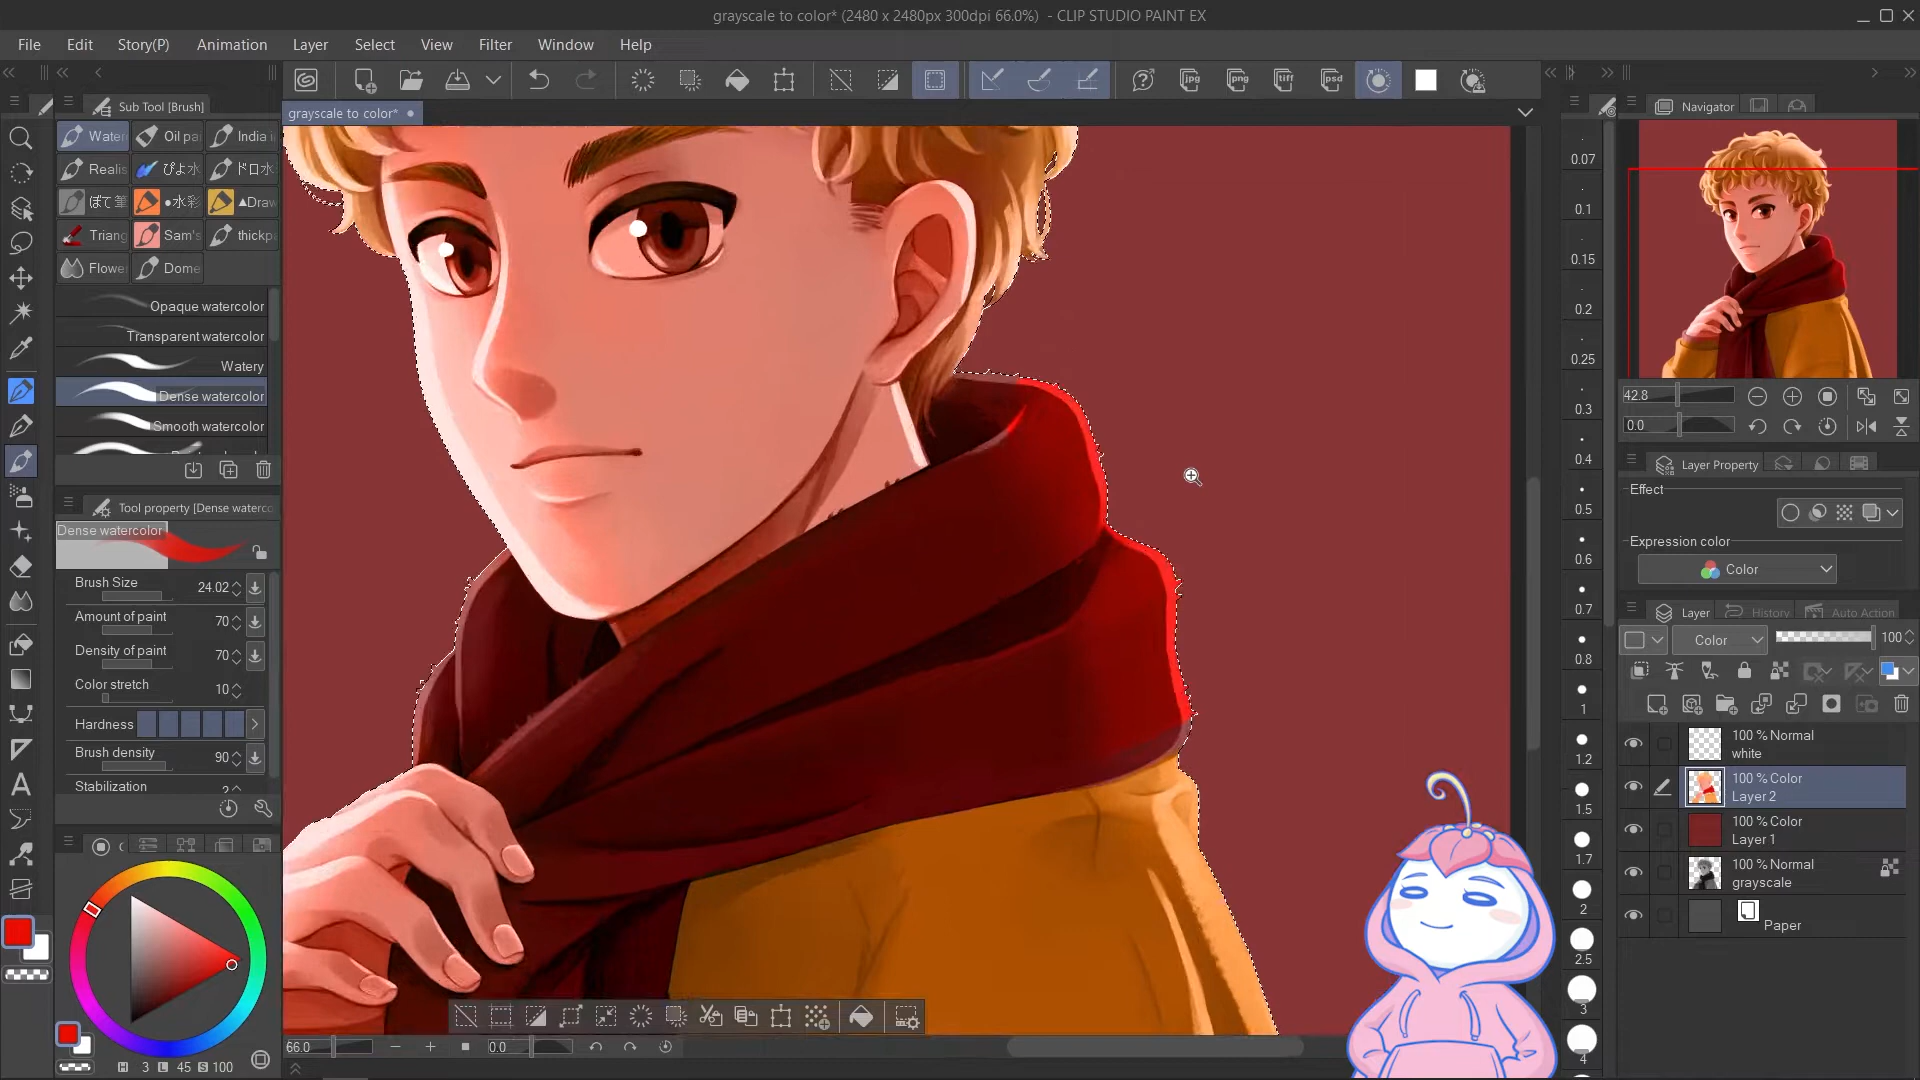 grayscale to color* (2480 x 2480px 300dpi 66.0%)  - CLIP STUDIO PAINT EX
File Edit Story(P) Animation Layer Select View Filter Window Help
jpg png tiff psd
Sub Tool [Brush]
grayscale to color*
Navigator
Water Oil pa India i
Realis ぴよ水 ドロ水
ぼて筆 ●水彩 ▲Draw
Triang Sam's thickp
Flowe Dome
Opaque watercolor
Transparent watercolor
Watery
Dense watercolor
Smooth watercolor
Tool property [Dense waterco
Dense watercolor
Brush Size 24.02
Amount of paint 70
Density of paint 70
Color stretch 10
Hardness
Brush density 90
Stabilization
H 3 L 45 S 100
66.0 0.0
0.07
0.1
0.15
0.2
0.25
0.3
0.4
0.5
0.6
0.7
0.8
1
1.2
1.5
1.7
2
2.5
3
4
42.8
0.0
Layer Property
Effect
Expression color
Color
Layer History Auto Action
Color 100
100 % Normal
white
100 % Color
Layer 2
100 % Color
Layer 1
100 % Normal
grayscale
Paper